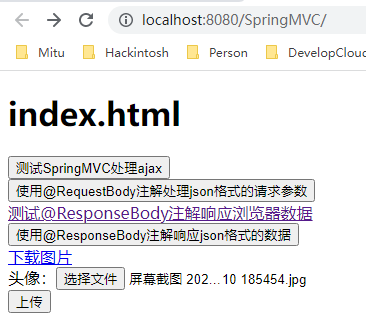 localhost:8080/SpringMVC/
Mitu Hackintosh Person DevelopCloud
index.html
测试SpringMVC处理ajax
使用@RequestBody注解处理json格式的请求参数
测试@ResponseBody注解响应浏览器数据
使用@ResponseBody注解响应json格式的数据
下载图片
头像： 选择文件 屏幕截图 202...10 185454.jpg
上传